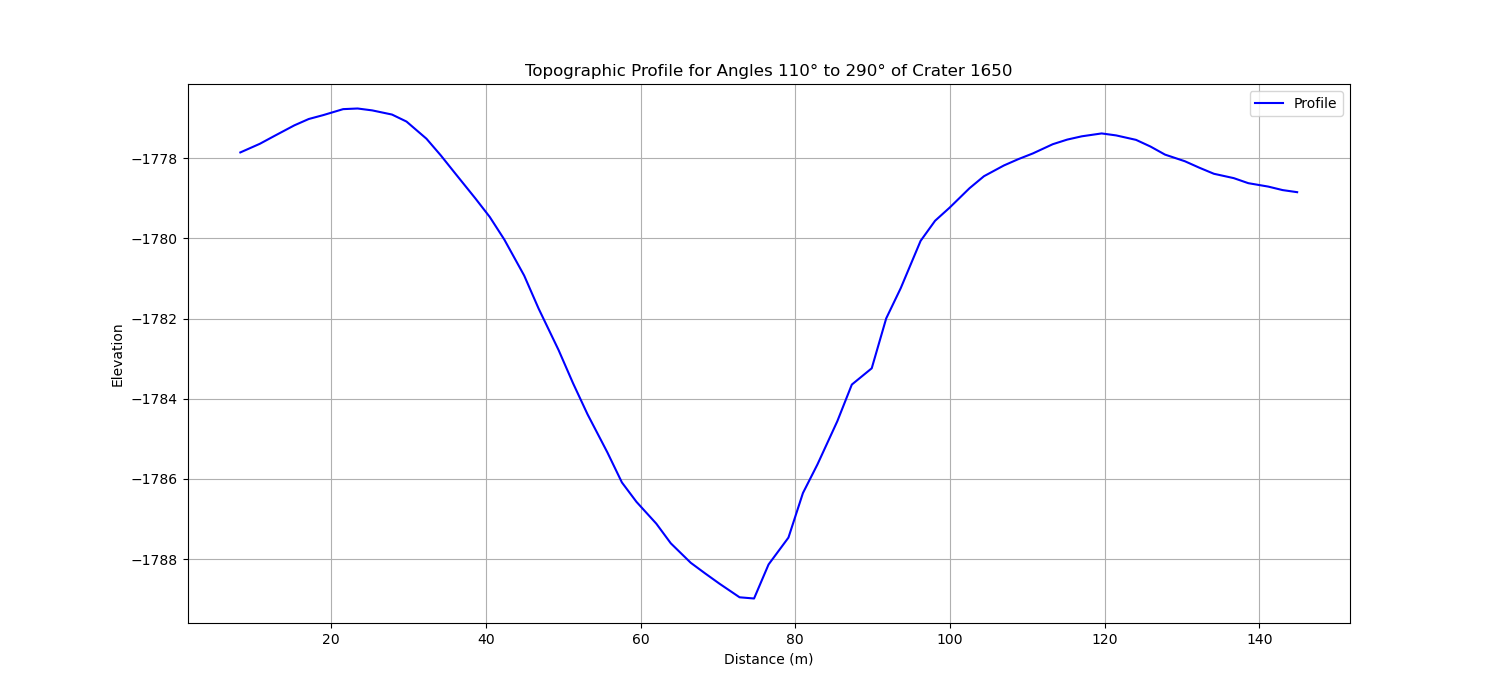 Topographic Profile for Angles 110° to 290° of Crater 1650
Profile
−1778
−1780
−1782
−1784
−1786
−1788
Elevation
20 40 60 80 100 120 140
Distance (m)